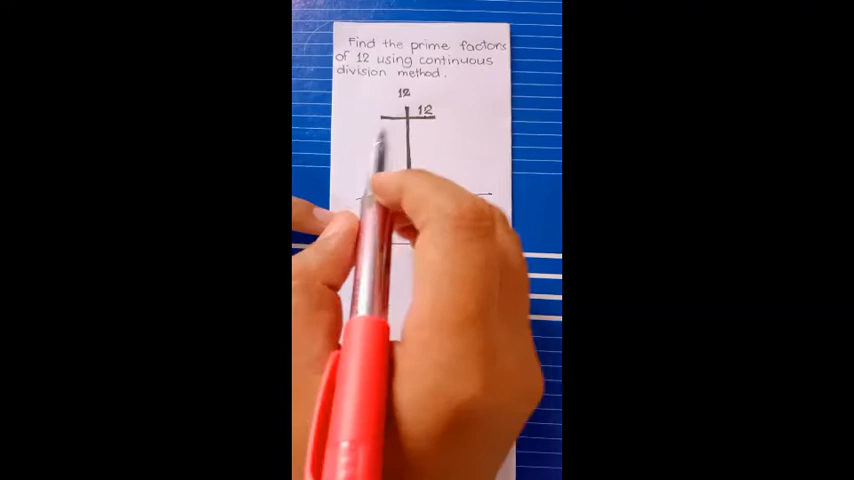 Find the prime factors
of 12 using continuous
division method.
12
12